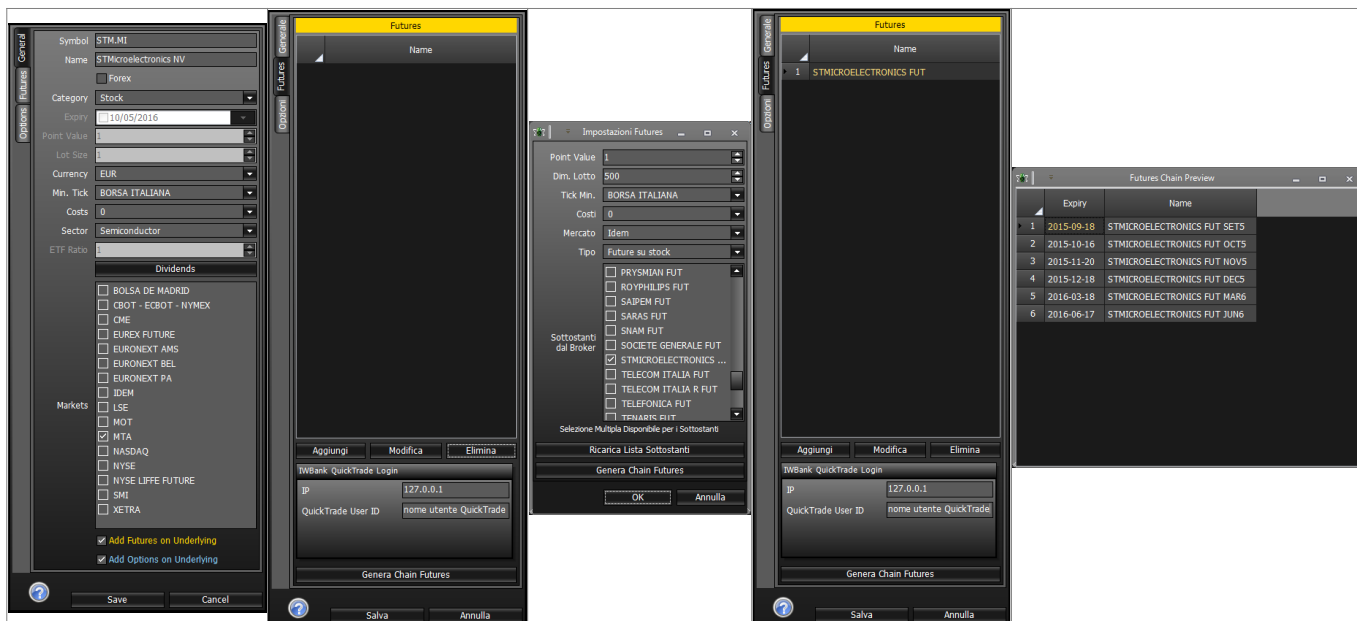 General
Futures
Options
Symbol STM.MI
Name STMicroelectronics NV
Forex
Category Stock
Expiry 10/05/2016
Point Value 1
Lot Size 1
Currency EUR
Min. Tick BORSA ITALIANA
Costs 0
Sector Semiconductor
ETF Ratio 1
Dividends
Markets
BOLSA DE MADRID
CBOT - ECBOT - NYMEX
CME
EUREX FUTURE
EURONEXT AMS
EURONEXT BEL
EURONEXT PA
IDEM
LSE
MOT
MTA
NASDAQ
NYSE
NYSE LIFFE FUTURE
SMI
XETRA
Add Futures on Underlying
Add Options on Underlying
? Save Cancel
Generale
Futures
Opzioni
Futures
Name
Aggiungi Modifica Elimina
IWBank QuickTrade Login
IP 127.0.0.1
QuickTrade User ID nome utente QuickTrade
Genera Chain Futures
? Salva Annulla
Impostazioni Futures
Point Value 1
Dim. Lotto 500
Tick Min. BORSA ITALIANA
Costi 0
Mercato Idem
Tipo Future su stock
Sottostanti
dal Broker
PRYSMIAN FUT
ROYPHILIPS FUT
SAIPEM FUT
SARAS FUT
SNAM FUT
SOCIETE GENERALE FUT
STMICROELECTRONICS ...
TELECOM ITALIA FUT
TELECOM ITALIA R FUT
TELEFONICA FUT
TENARIS FUT
Selezione Multipla Disponibile per i Sottostanti
Ricarica Lista Sottostanti
Genera Chain Futures
OK Annulla
Generale
Futures
Opzioni
Futures
Name
1 STMICROELECTRONICS FUT
Aggiungi Modifica Elimina
IWBank QuickTrade Login
IP 127.0.0.1
QuickTrade User ID nome utente QuickTrade
Genera Chain Futures
? Salva Annulla
Futures Chain Preview
Expiry Name
1 2015-09-18 STMICROELECTRONICS FUT SET5
2 2015-10-16 STMICROELECTRONICS FUT OCT5
3 2015-11-20 STMICROELECTRONICS FUT NOV5
4 2015-12-18 STMICROELECTRONICS FUT DEC5
5 2016-03-18 STMICROELECTRONICS FUT MAR6
6 2016-06-17 STMICROELECTRONICS FUT JUN6